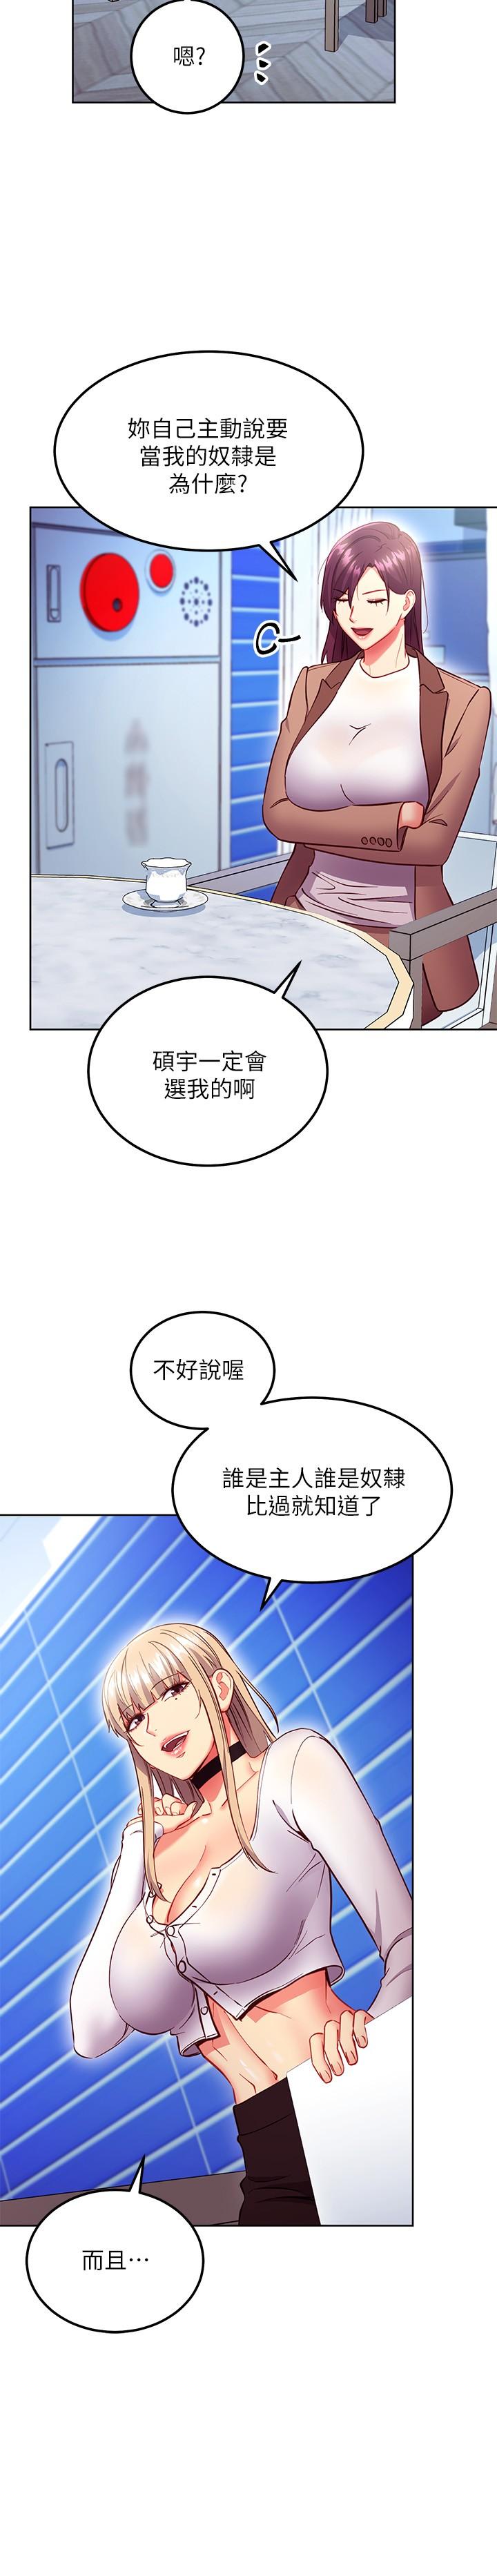 嗯?
妳自己主動說要
當我的奴隸是
為什麼?
碩宇一定會
選我的啊
不好說喔
誰是主人誰是奴隸
比過就知道了
而且⋯